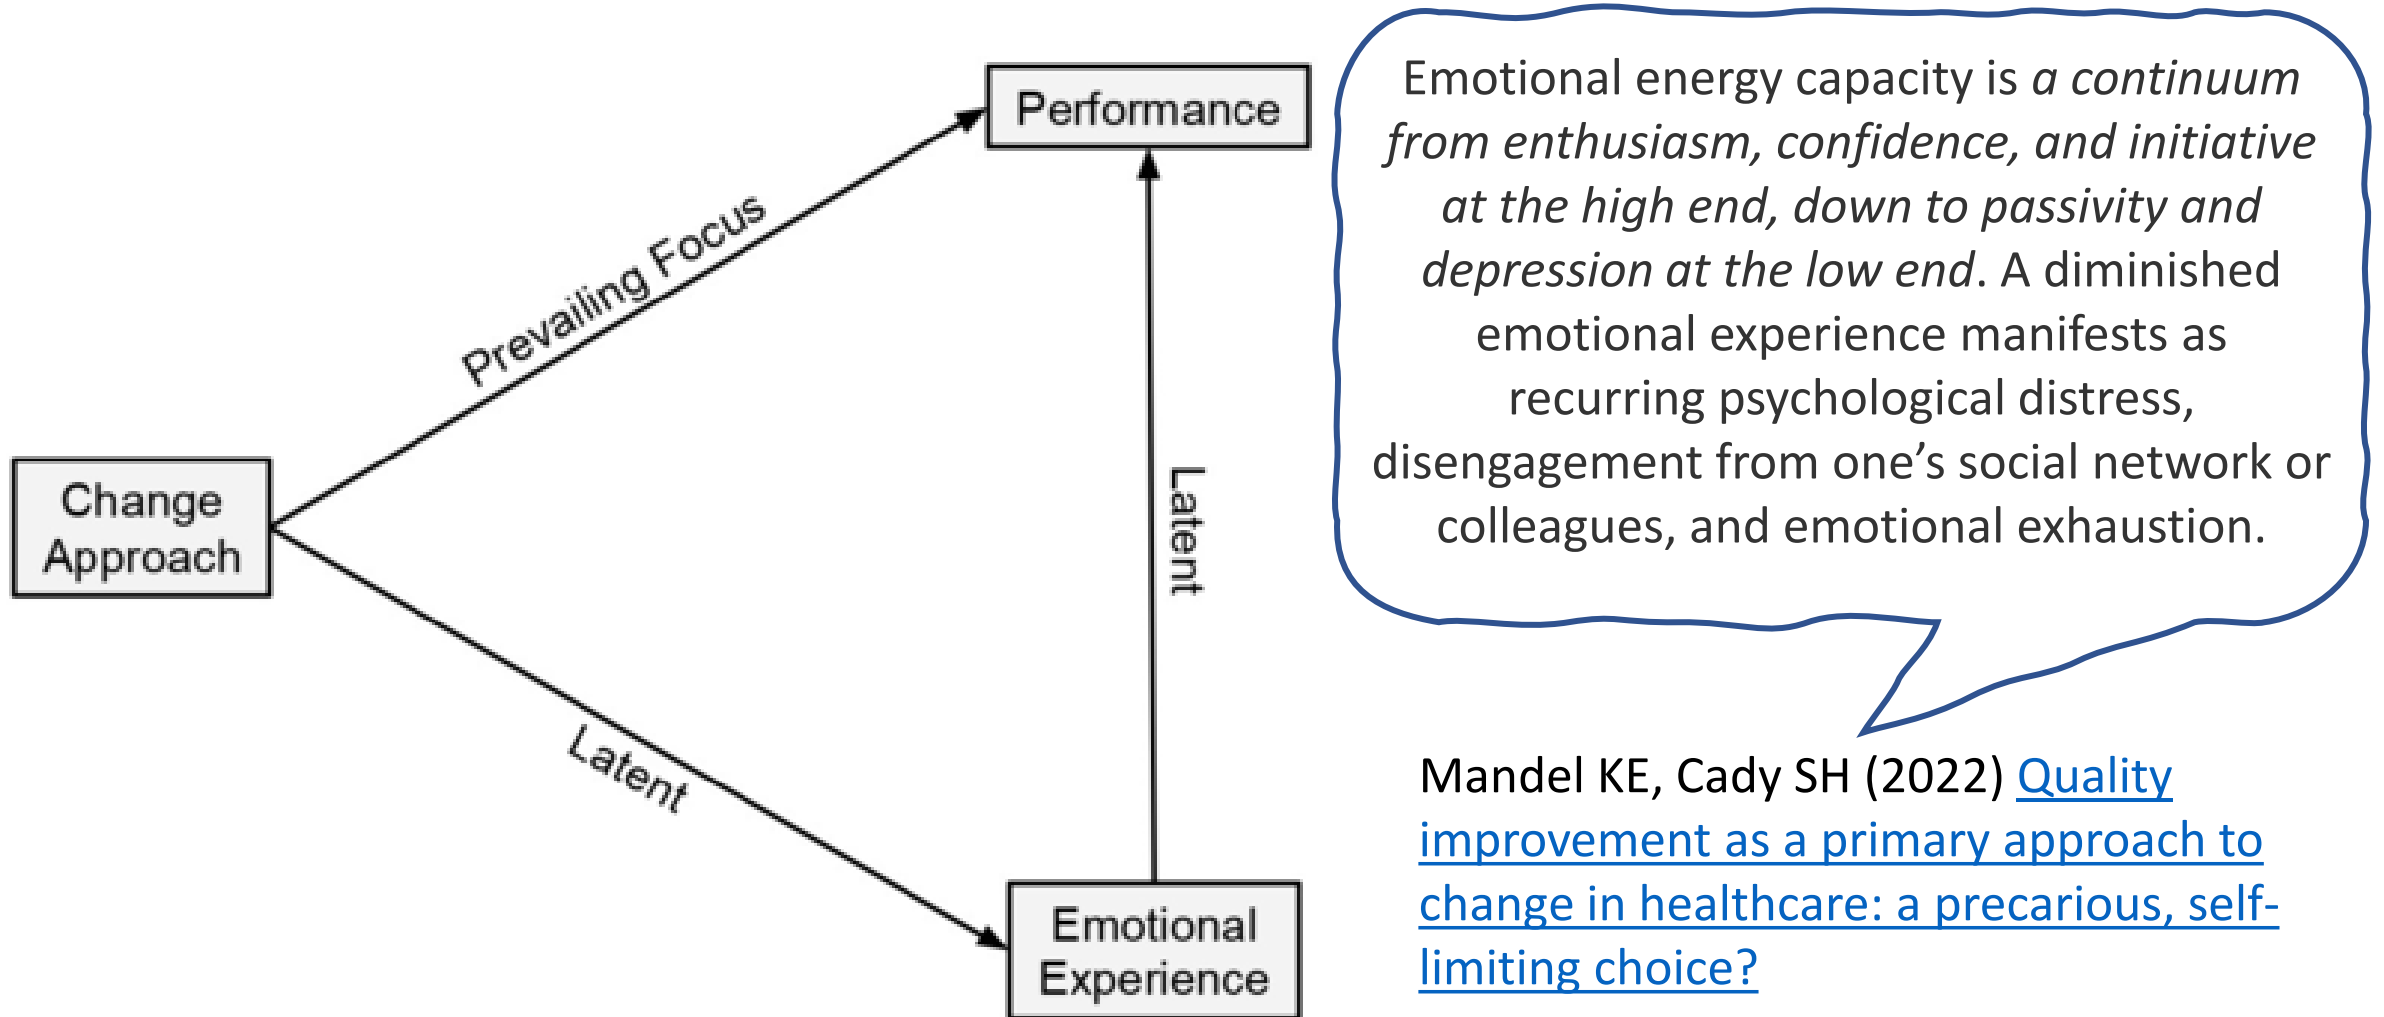 Performance
Prevailing Focus
Change
Approach
Latent
Latent
Emotional
Experience
Emotional energy capacity is a continuum
from enthusiasm, confidence, and initiative
at the high end, down to passivity and
depression at the low end. A diminished
emotional experience manifests as
recurring psychological distress,
disengagement from one’s social network or
colleagues, and emotional exhaustion.
Mandel KE, Cady SH (2022) Quality
improvement as a primary approach to
change in healthcare: a precarious, self-
limiting choice?